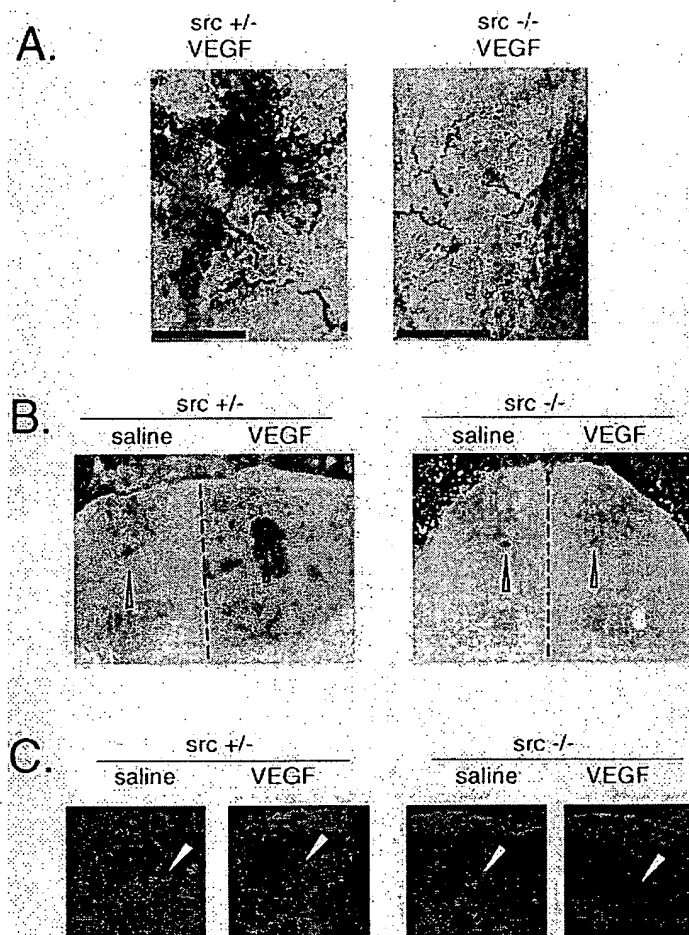 A.
src +/-
VEGF
src -/-
VEGF
B.
src +/-
saline VEGF
src -/-
saline VEGF
C.
src +/-
saline VEGF
src -/-
saline VEGF